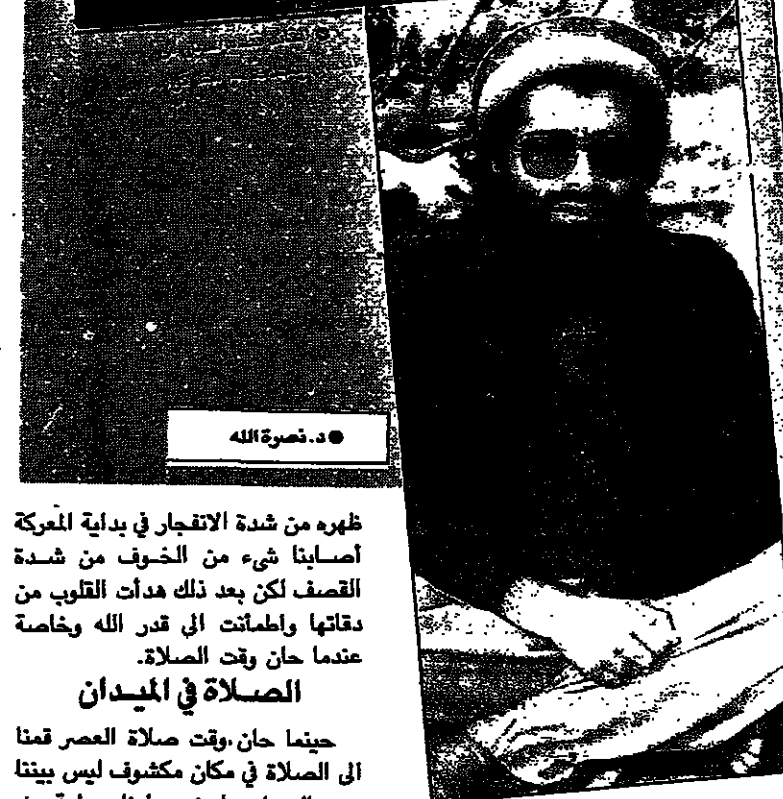 ● د. نصرة الله
ظهره من شدة الانفجار في بداية المعركة
أصابنا شيء من الخوف من شدة
القصف لكن بعد ذلك هدأت القلوب من
دقاتها واطمأنت الى قدر الله وخاصة
عندما حان وقت الصلاة.
الصلاة في الميدان
حينما حان وقت صلاة العصر قمنا
الى الصلاة في مكان مكشوف ليس بيننا